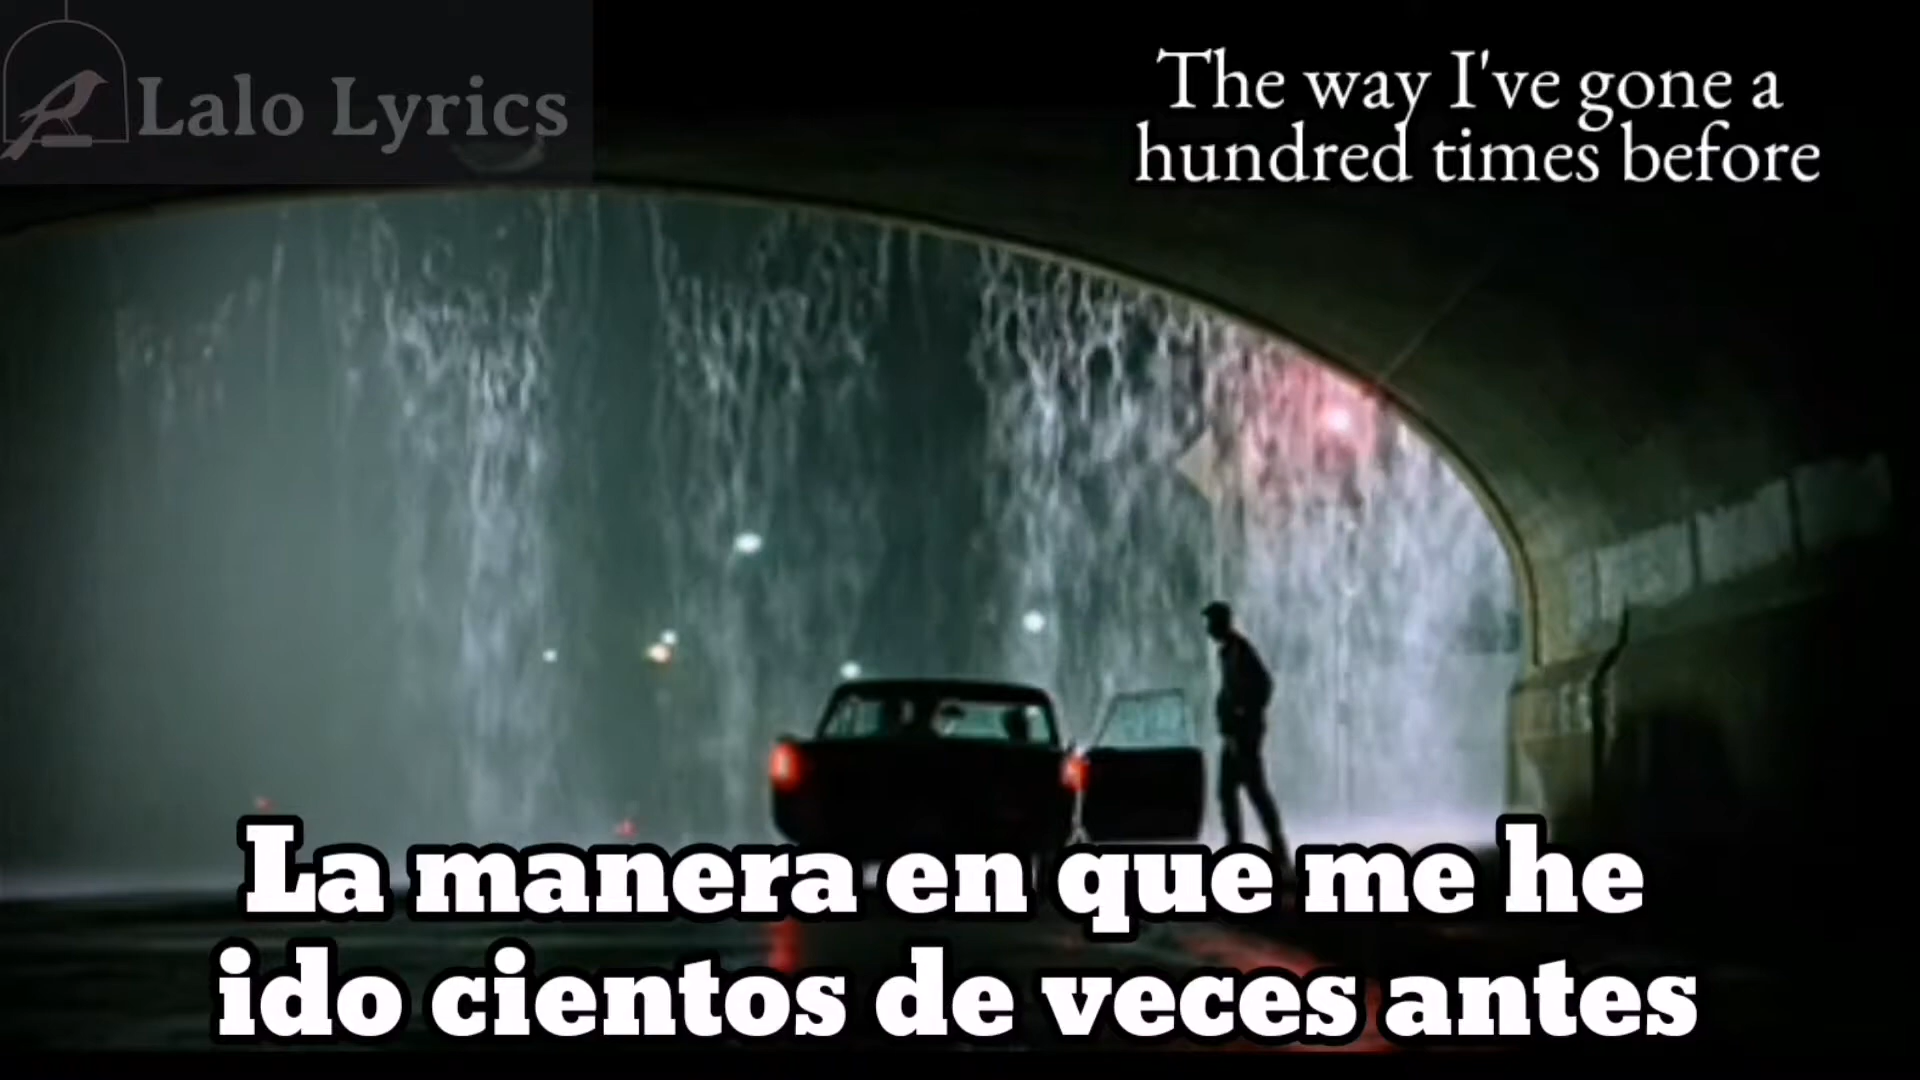 Lalo Lyrics
The way I've gone a
hundred times before
La manera en que me he
ido cientos de veces antes